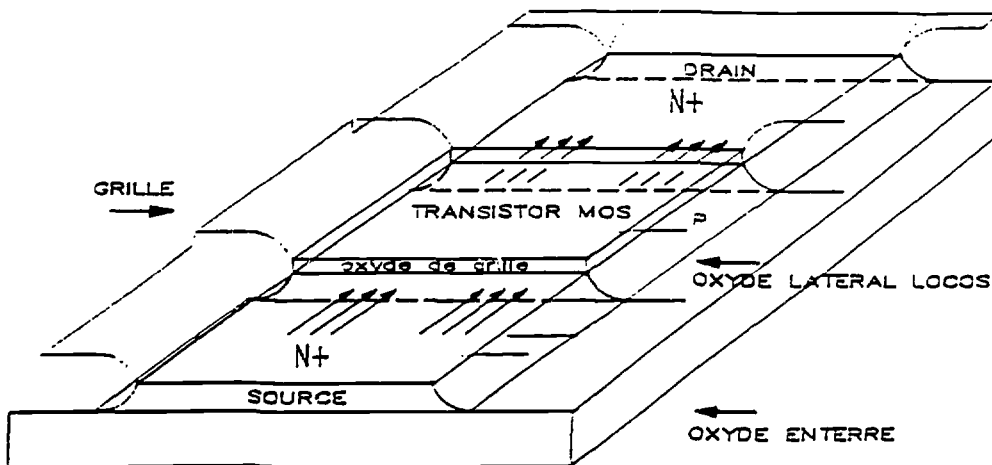 DRAIN
N+
GRILLE
TRANSISTOR MOS
P
oxyde de grille
OXYDE LATERAL LOCOS
N+
SOURCE
OXYDE ENTERRE